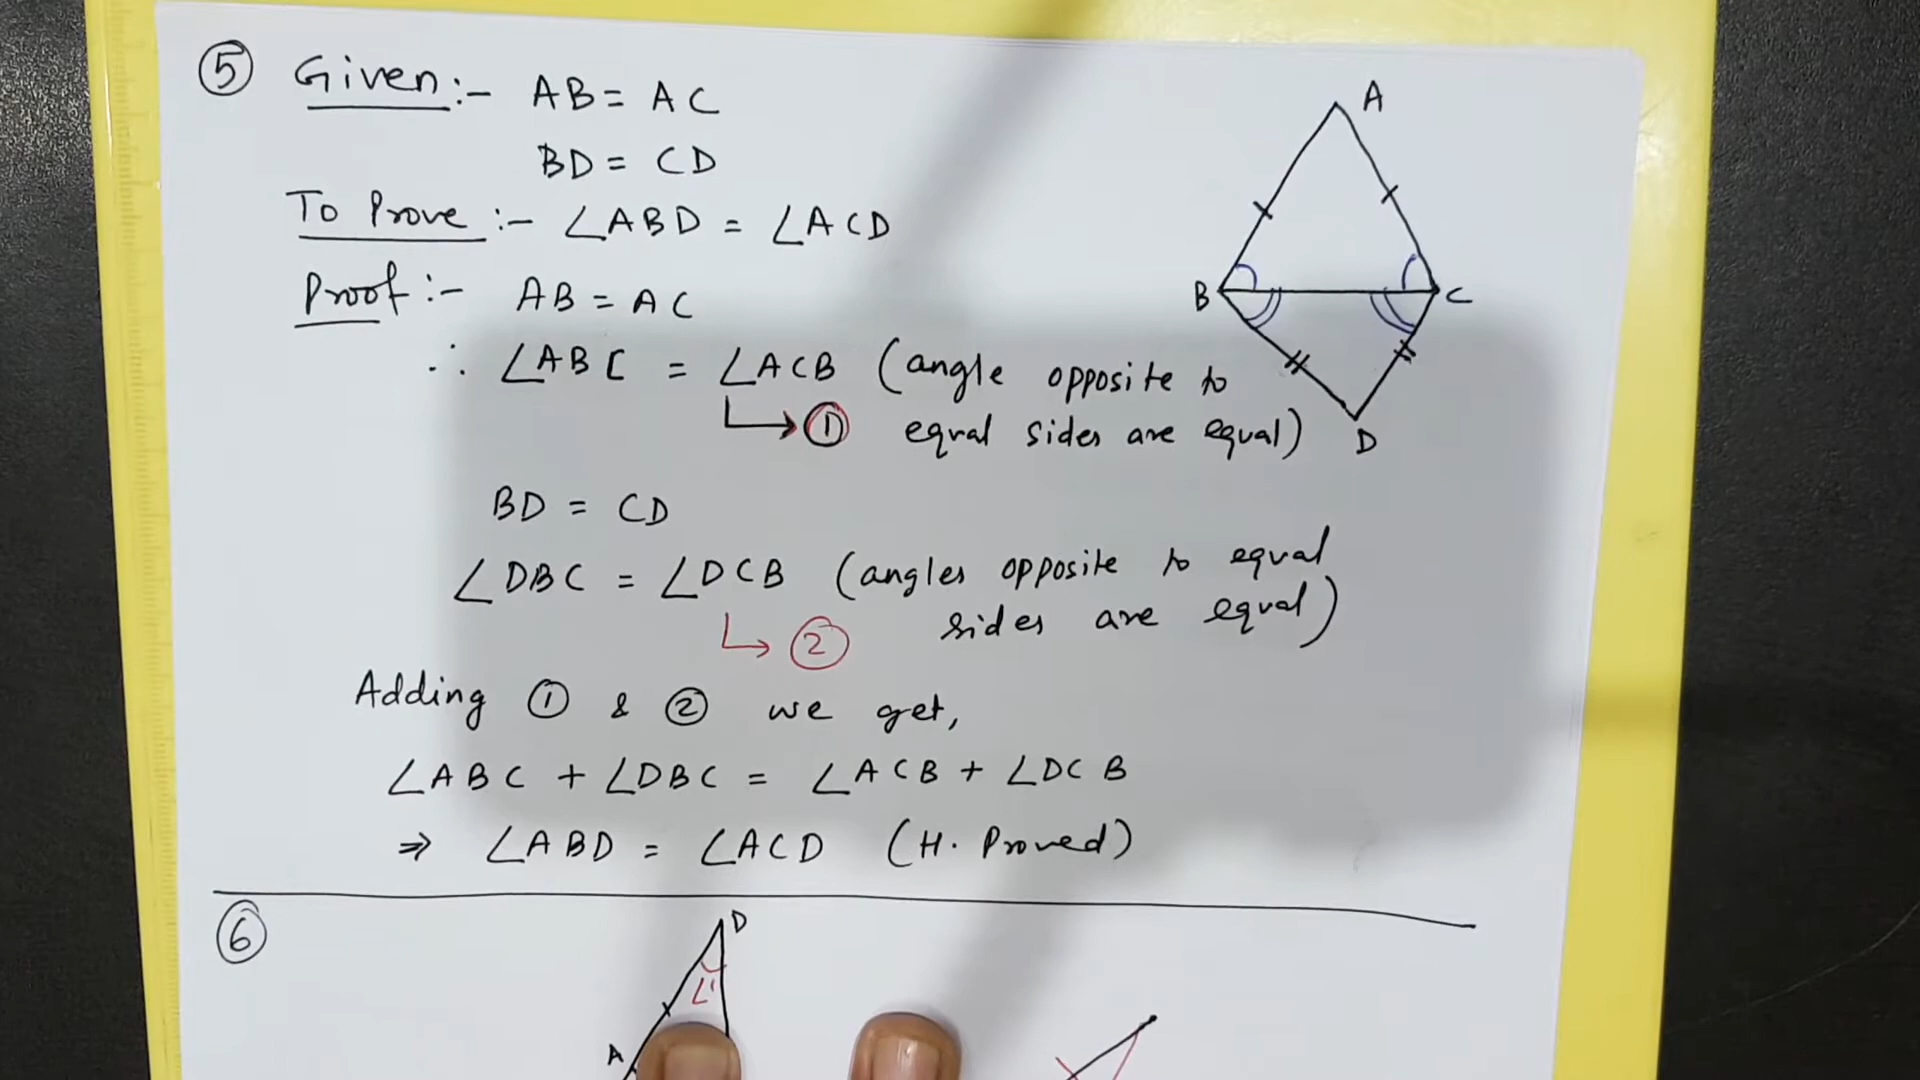 5 Given :- AB = AC
BD = CD
To Prove :- ∠ABD = ∠ACD
Proof :- AB = AC
∴ ∠ABC = ∠ACB (angle opposite to
↳ 1 equal sides are equal)
BD = CD
∠DBC = ∠DCB (angles opposite to equal
↳ 2 sides are equal)
Adding 1 & 2 we get,
∠ABC + ∠DBC = ∠ACB + ∠DCB
⇒ ∠ABD = ∠ACD (H. Proved)
A
B
C
D
6
D
A